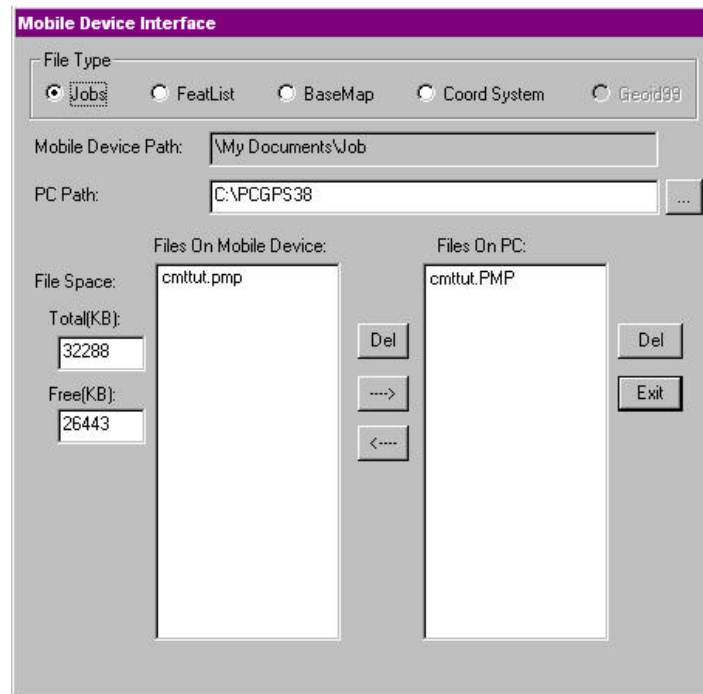 Mobile Device Interface
File Type
Jobs FeatList BaseMap Coord System Geoid99
Mobile Device Path: \My Documents\Job
PC Path: C:\PCGPS38 ...
Files On Mobile Device: Files On PC:
File Space: cmttut.pmp cmttut.PMP
Total(KB):
32288 Del Del
Free(KB): ----> Exit
26443
<----